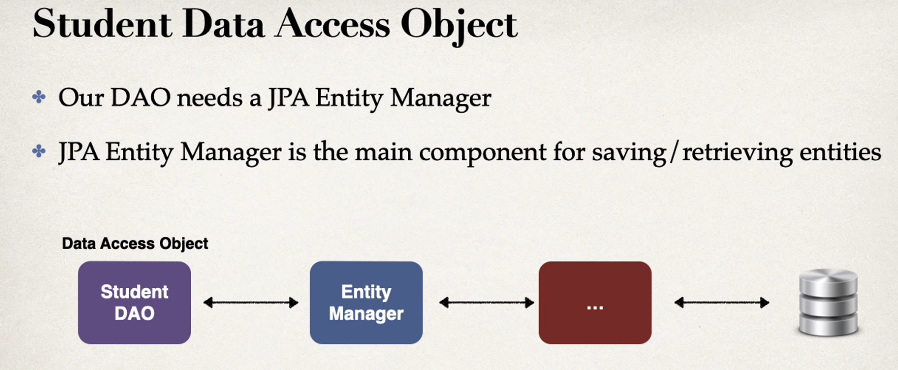 Student Data Access Object
Our DAO needs a JPA Entity Manager
JPA Entity Manager is the main component for saving/retrieving entities
Data Access Object
Student
DAO
Entity
Manager
...